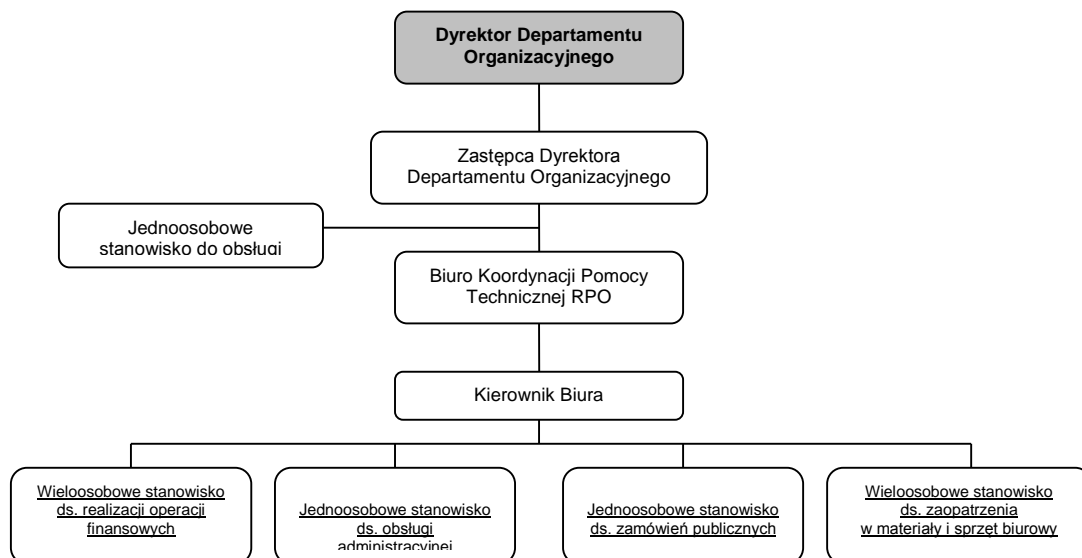 Dyrektor Departamentu
Organizacyjnego
Zastępca Dyrektora
Departamentu Organizacyjnego
Jednoosobowe
stanowisko do obsługi
Biuro Koordynacji Pomocy
Technicznej RPO
Kierownik Biura
Wieloosobowe stanowisko
ds. realizacji operacji
finansowych
Jednoosobowe stanowisko
ds. obsługi
administracyjnej
Jednoosobowe stanowisko
ds. zamówień publicznych
Wieloosobowe stanowisko
ds. zaopatrzenia
w materiały i sprzęt biurowy